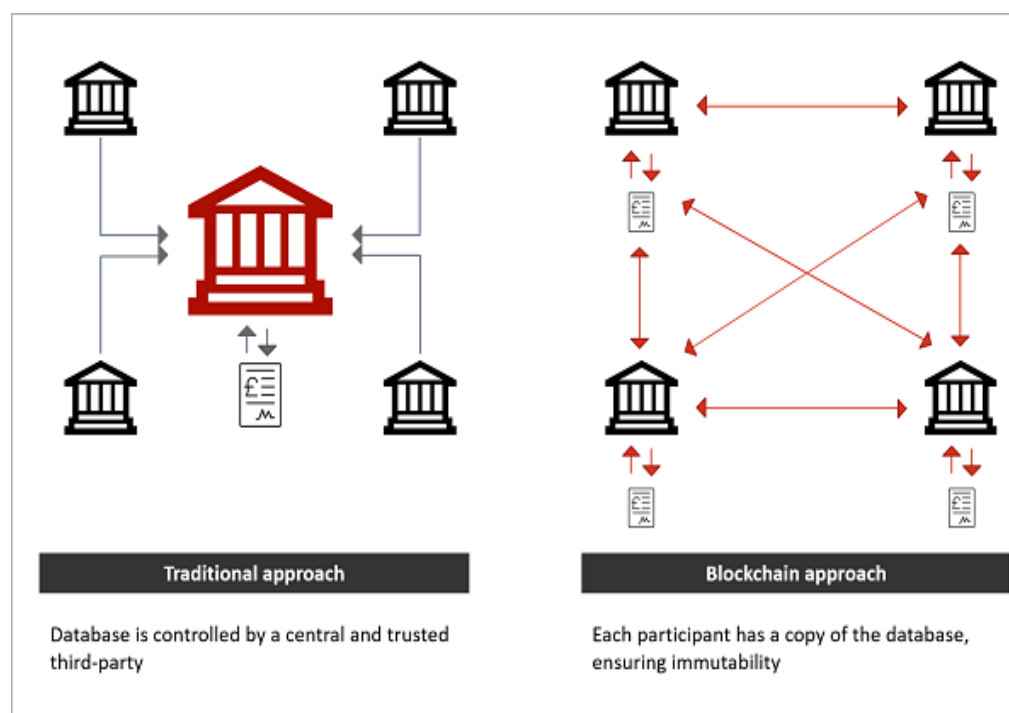 £
£
£
£
£
Traditional approach
Database is controlled by a central and trusted
third-party
Blockchain approach
Each participant has a copy of the database,
ensuring immutability